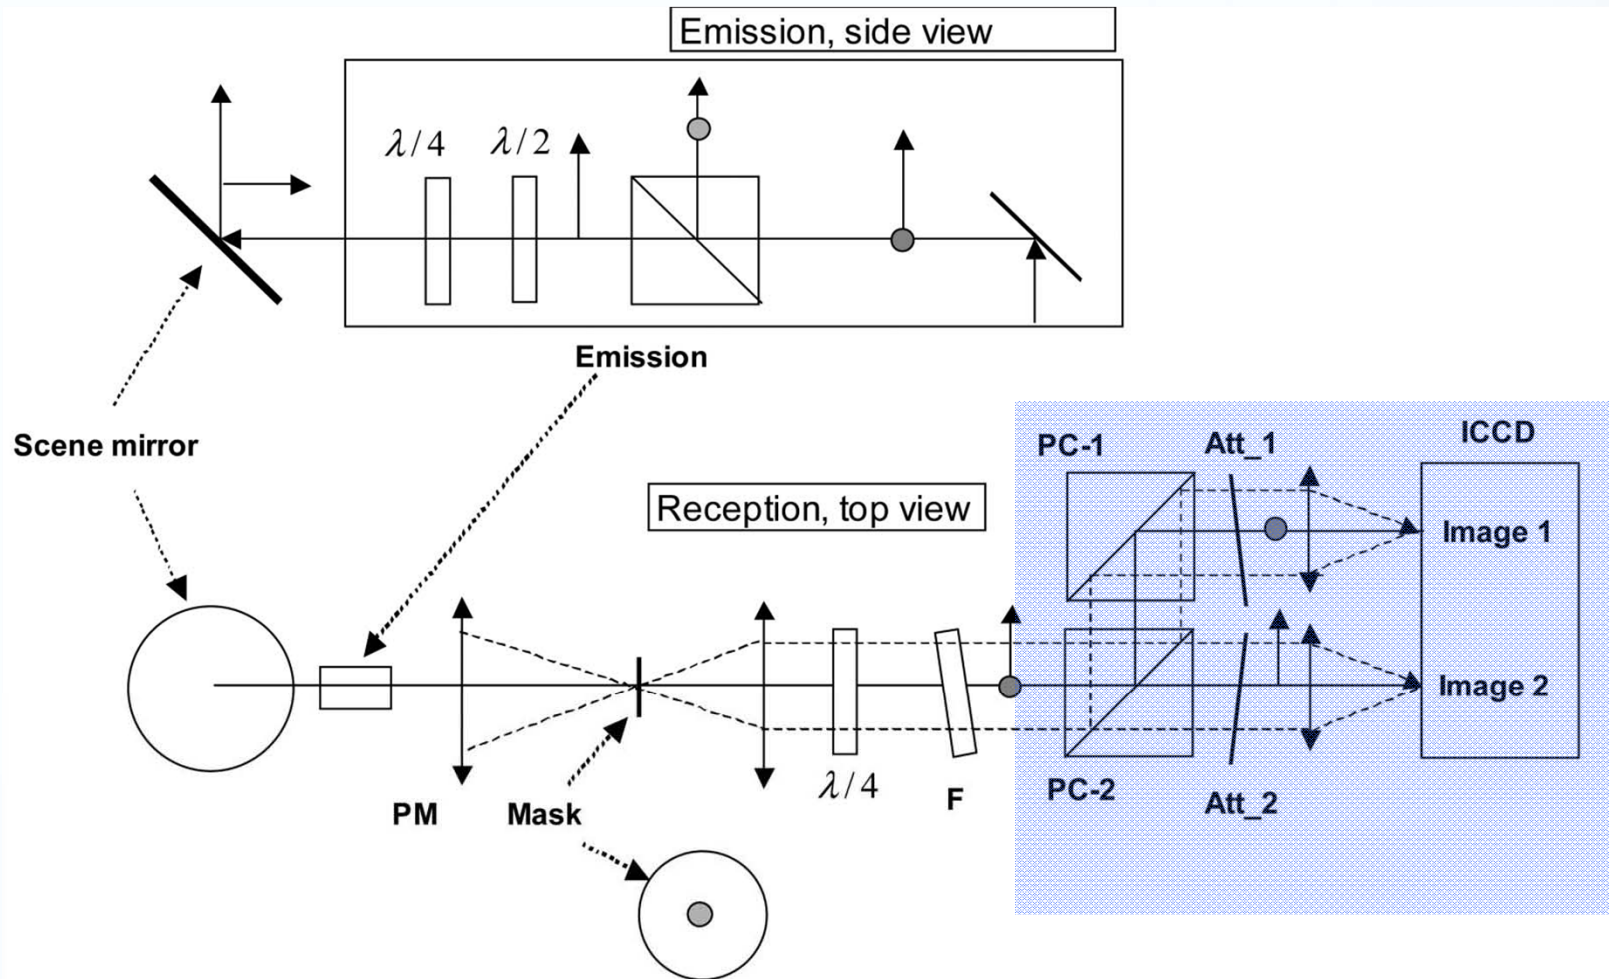 Emission, side view
λ/4
λ/2
Emission
Scene mirror
Reception, top view
PC-1
Att_1
ICCD
Image 1
Image 2
PM
Mask
λ/4
F
PC-2
Att_2